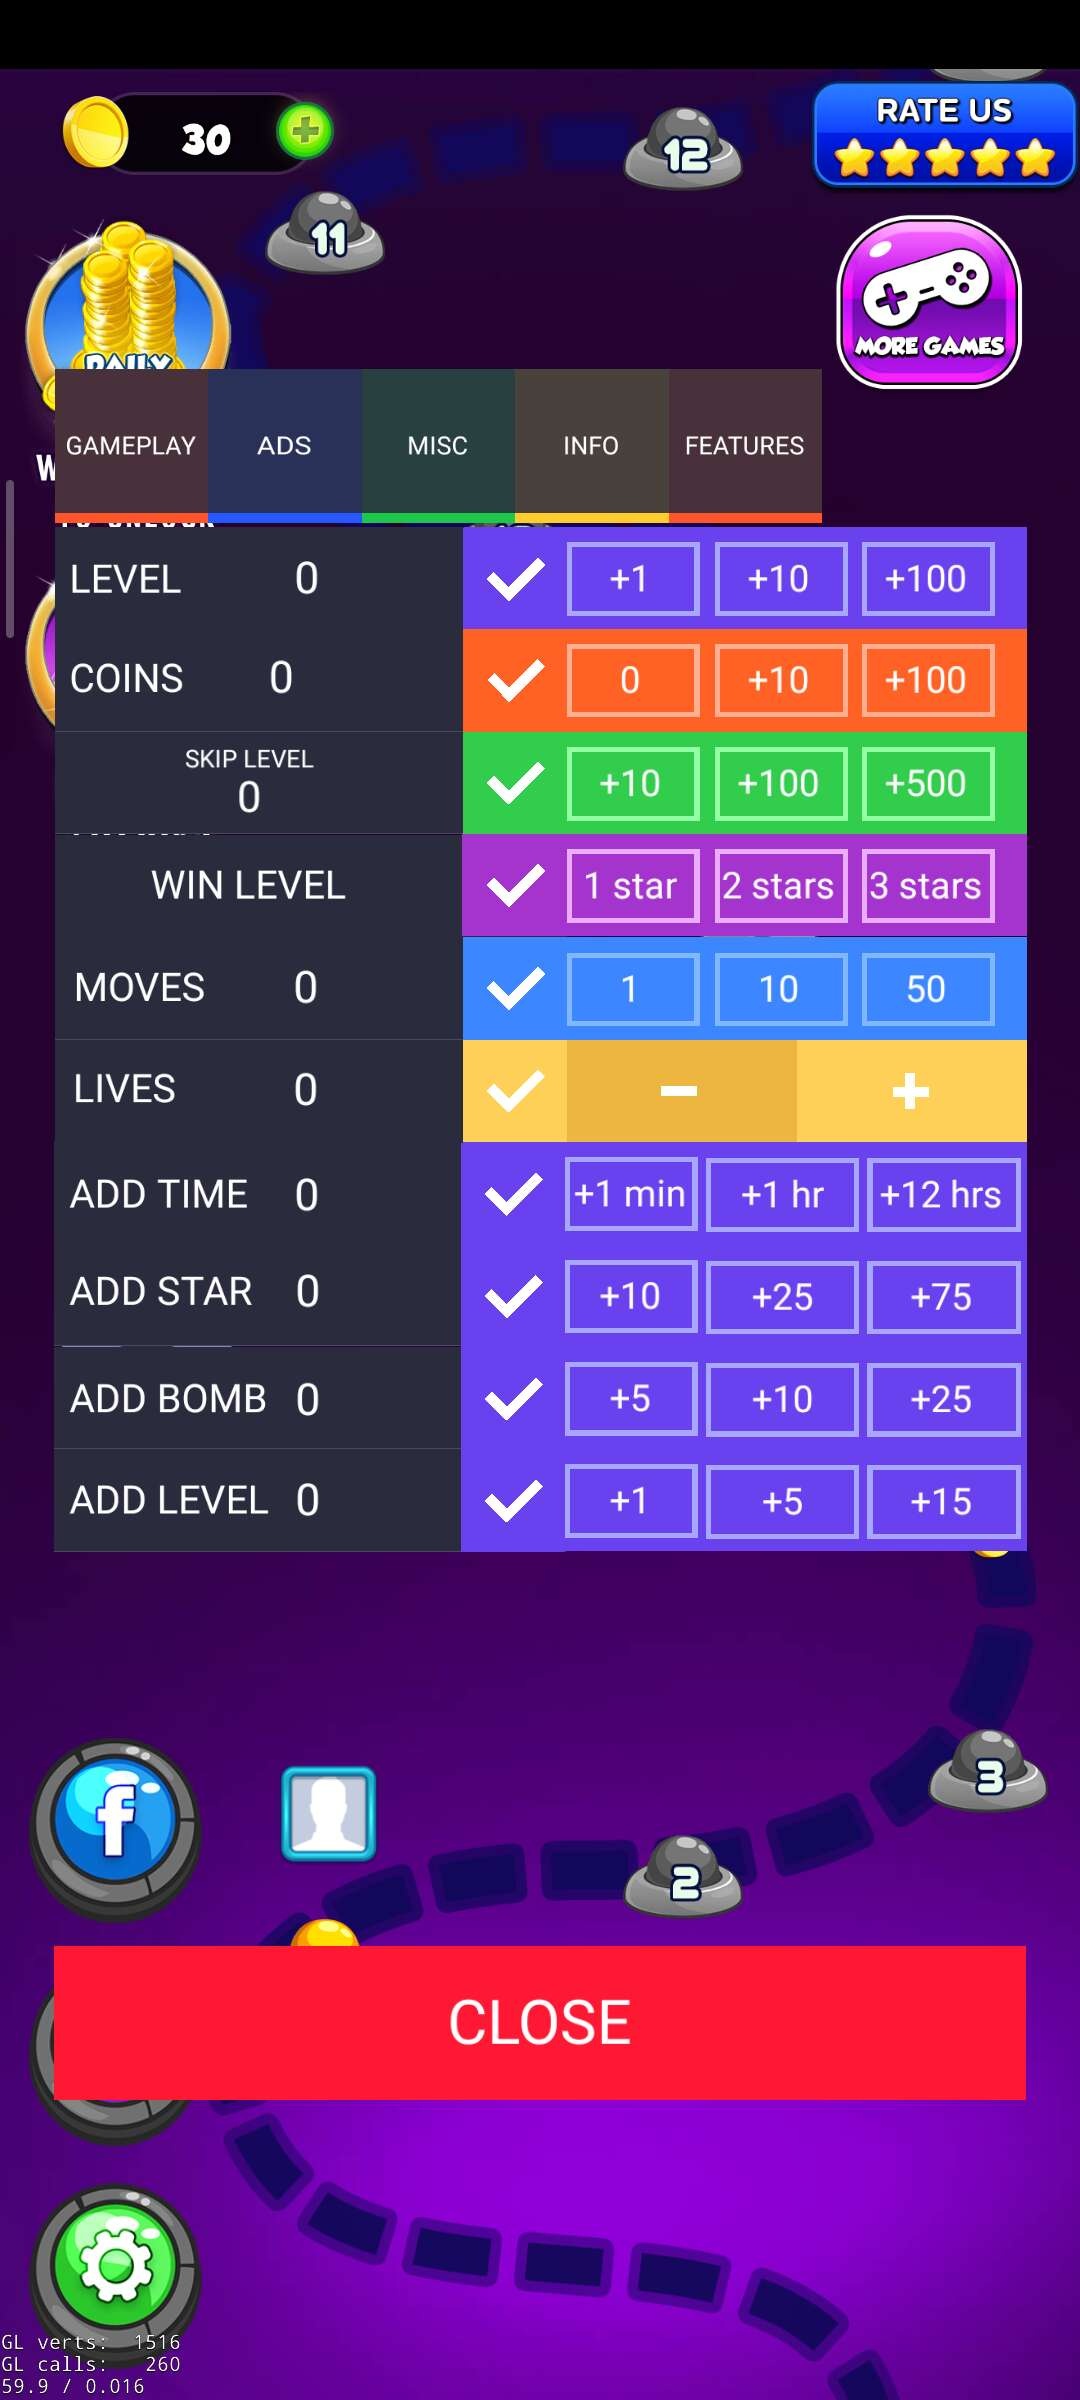 30
RATE US
12
11
MORE GAMES
DAILY
W
GAMEPLAY ADS MISC INFO FEATURES
LEVEL 0 +1 +10 +100
COINS 0 0 +10 +100
SKIP LEVEL
0 +10 +100 +500
WIN LEVEL 1 star 2 stars 3 stars
MOVES 0 1 10 50
LIVES 0 - +
ADD TIME 0 +1 min +1 hr +12 hrs
ADD STAR 0 +10 +25 +75
ADD BOMB 0 +5 +10 +25
ADD LEVEL 0 +1 +5 +15
3
f
2
CLOSE
GL verts: 1516
GL calls: 260
59.9 / 0.016